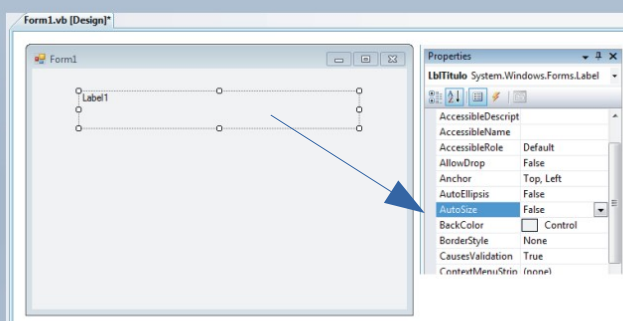 Form1.vb [Design]*
Form1
Label1
Properties
LblTitulo System.Windows.Forms.Label
AccessibleDescript
AccessibleName
AccessibleRole Default
AllowDrop False
Anchor Top, Left
AutoEllipsis False
AutoSize False
BackColor Control
BorderStyle None
CausesValidation True
ContextMenuStrip (none)